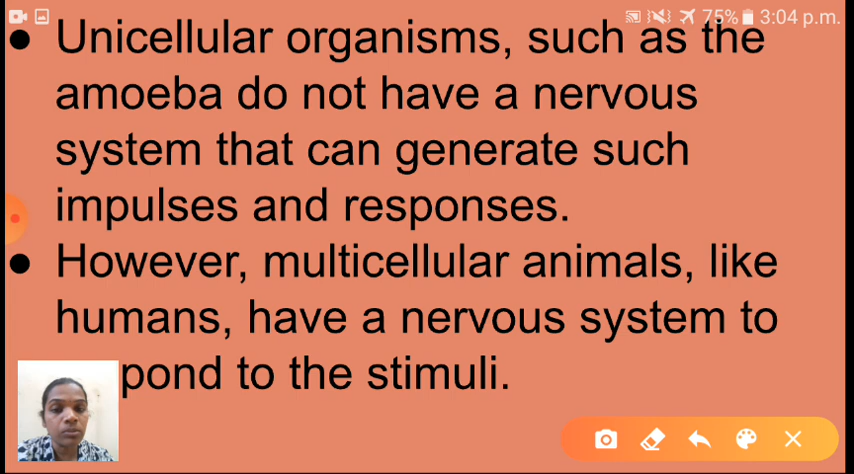 75% 3:04 p.m.
• Unicellular organisms, such as the
amoeba do not have a nervous
system that can generate such
impulses and responses.
• However, multicellular animals, like
humans, have a nervous system to
pond to the stimuli.